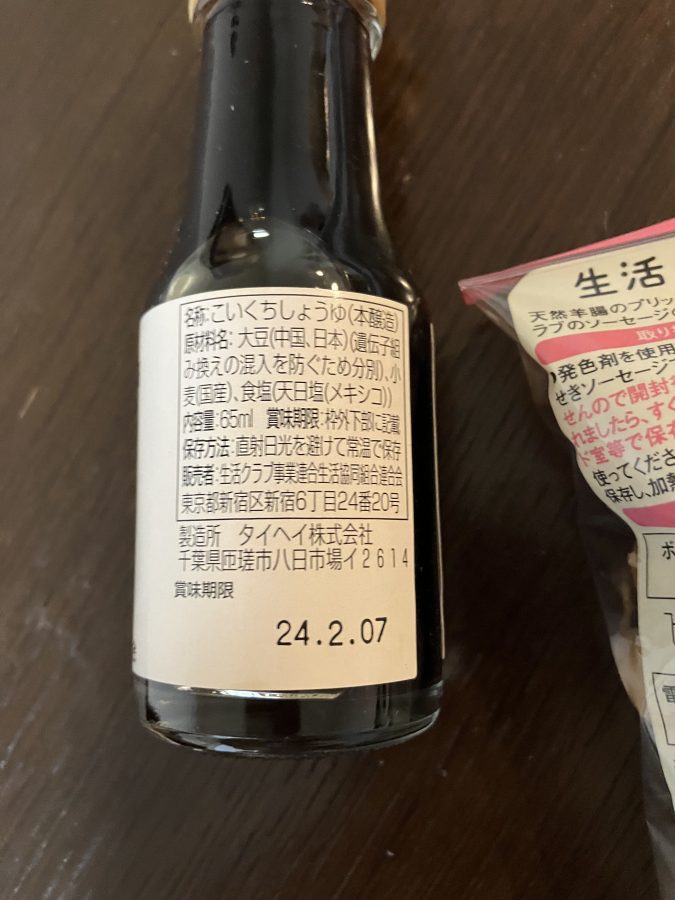 名称:こいくちしょうゆ(本醸造)
原材料名:大豆(中国、日本)(遺伝子組
み換えの混入を防ぐため分別)、小
麦(国産)、食塩(天日塩(メキシコ))
内容量:65ml 賞味期限:枠外下部に記載
保存方法:直射日光を避けて常温で保存
販売者:生活クラブ事業連合生活協同組合連合会
東京都新宿区新宿6丁目24番20号
製造所 タイヘイ株式会社
千葉県匝瑳市八日市場イ2614
賞味期限
24.2.07
生活
天然羊腸のプリッ
ラブのソーセージの
取り
発色剤を使用
せきソーセージ
せんので開封
れましたら、すぐ
ド室等で保存
使ってくださ
保存し、加熱